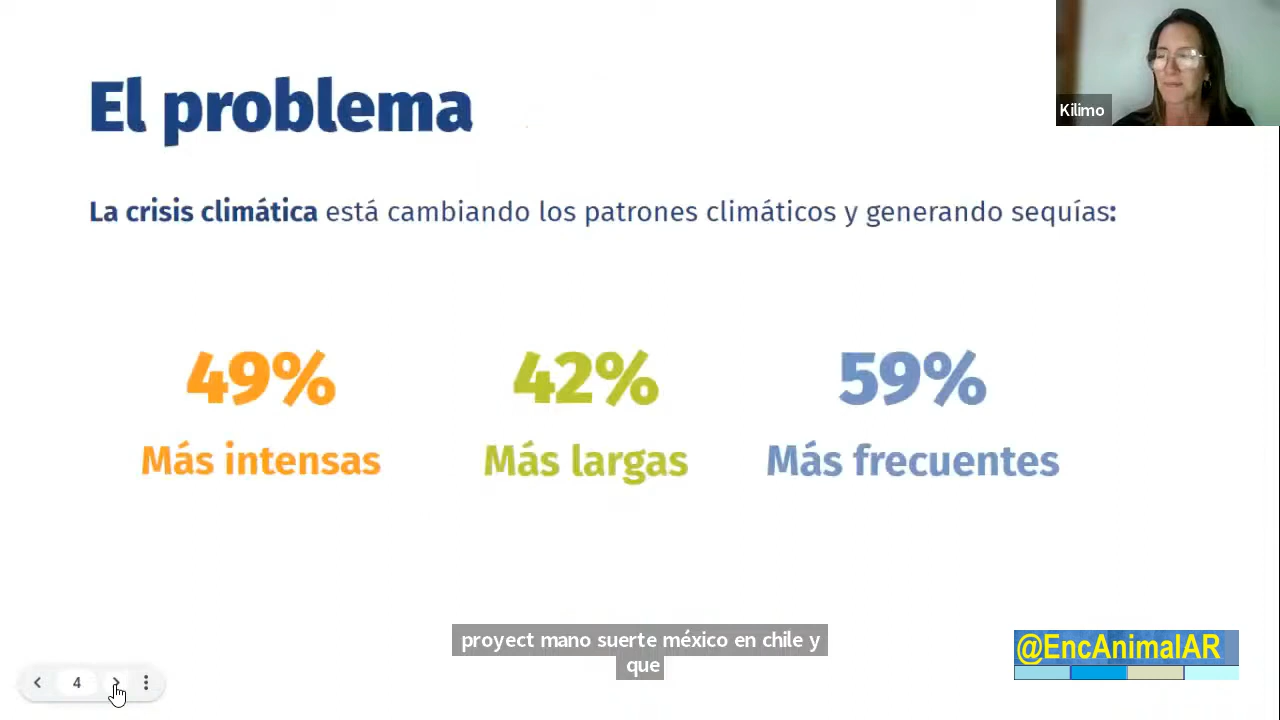 El problema
Kilimo
La crisis climática está cambiando los patrones climáticos y generando sequías:
49%
Más intensas
42%
Más largas
59%
Más frecuentes
proyect mano suerte méxico en chile y
que
@EncAnimalAR
4